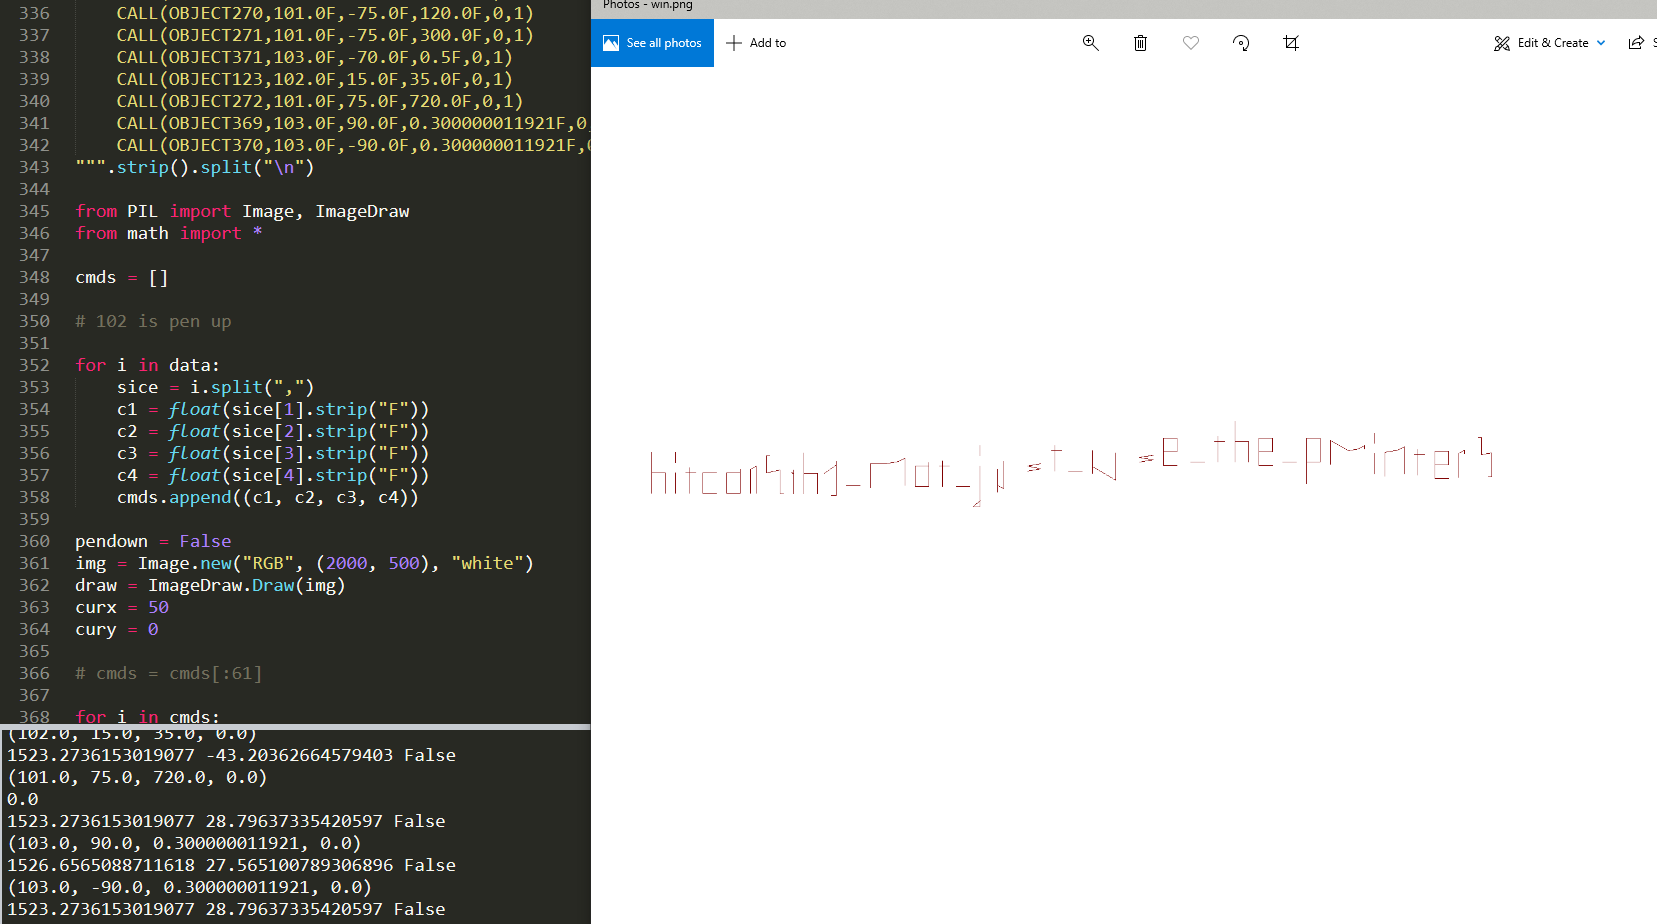 336 CALL(OBJECT270,101.0F,-75.0F,120.0F,0,1)
337 CALL(OBJECT271,101.0F,-75.0F,300.0F,0,1)
338 CALL(OBJECT371,103.0F,-70.0F,0.5F,0,1)
339 CALL(OBJECT123,102.0F,15.0F,35.0F,0,1)
340 CALL(OBJECT272,101.0F,75.0F,720.0F,0,1)
341 CALL(OBJECT369,103.0F,90.0F,0.300000011921F,0
342 CALL(OBJECT370,103.0F,-90.0F,0.300000011921F,
343 """.strip().split("\n")
344
345 from PIL import Image, ImageDraw
346 from math import *
347
348 cmds = []
349
350 # 102 is pen up
351
352 for i in data:
353 sice = i.split(",")
354 c1 = float(sice[1].strip("F"))
355 c2 = float(sice[2].strip("F"))
356 c3 = float(sice[3].strip("F"))
357 c4 = float(sice[4].strip("F"))
358 cmds.append((c1, c2, c3, c4))
359
360 pendown = False
361 img = Image.new("RGB", (2000, 500), "white")
362 draw = ImageDraw.Draw(img)
363 curx = 50
364 cury = 0
365
366 # cmds = cmds[:61]
367
368 for i in cmds:
(102.0, 15.0, 35.0, 0.0)
1523.2736153019077 -43.20362664579403 False
(101.0, 75.0, 720.0, 0.0)
0.0
1523.2736153019077 28.79637335420597 False
(103.0, 90.0, 0.300000011921, 0.0)
1526.6565088711618 27.565100789306896 False
(103.0, -90.0, 0.300000011921, 0.0)
1523.2736153019077 28.79637335420597 False
Photos - win.png
See all photos
Add to
Edit & Create
_the_printer}